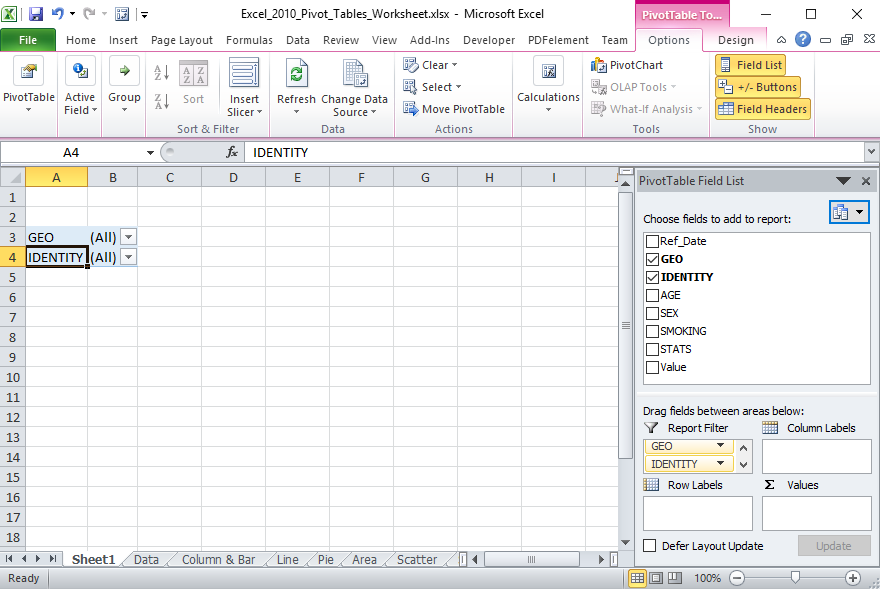 Excel_2010_Pivot_Tables_Worksheet.xlsx - Microsoft Excel
PivotTable To...
File Home Insert Page Layout Formulas Data Review View Add-Ins Developer PDFelement Team Options Design
PivotTable
Active Field
Group
Sort
Insert Slicer
Sort & Filter
Refresh
Change Data Source
Data
Clear
Select
Move PivotTable
Actions
Calculations
PivotChart
OLAP Tools
What-If Analysis
Tools
Field List
+/- Buttons
Field Headers
Show
A4 fx IDENTITY
A B C D E F G H I J
1
2
3 GEO (All)
4 IDENTITY (All)
5
6
7
8
9
10
11
12
13
14
15
16
17
18
PivotTable Field List
Choose fields to add to report:
Ref_Date
GEO
IDENTITY
AGE
SEX
SMOKING
STATS
Value
Drag fields between areas below:
Report Filter
Column Labels
GEO
IDENTITY
Row Labels
Σ Values
Defer Layout Update
Update
Sheet1 Data Column & Bar Line Pie Area Scatter
Ready
100%